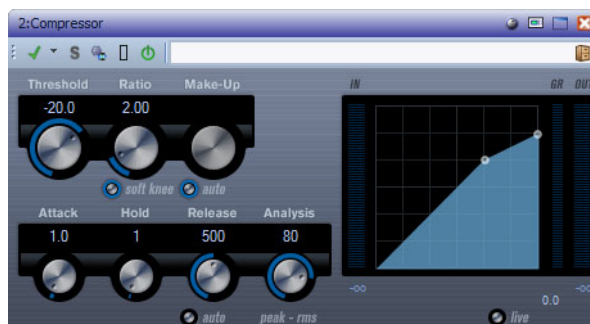 2:Compressor
S
Threshold Ratio Make-Up
-20.0 2.00
soft knee auto
Attack Hold Release Analysis
1.0 1 500 80
auto peak - rms
IN GR OUT
-∞ -∞
0.0
live